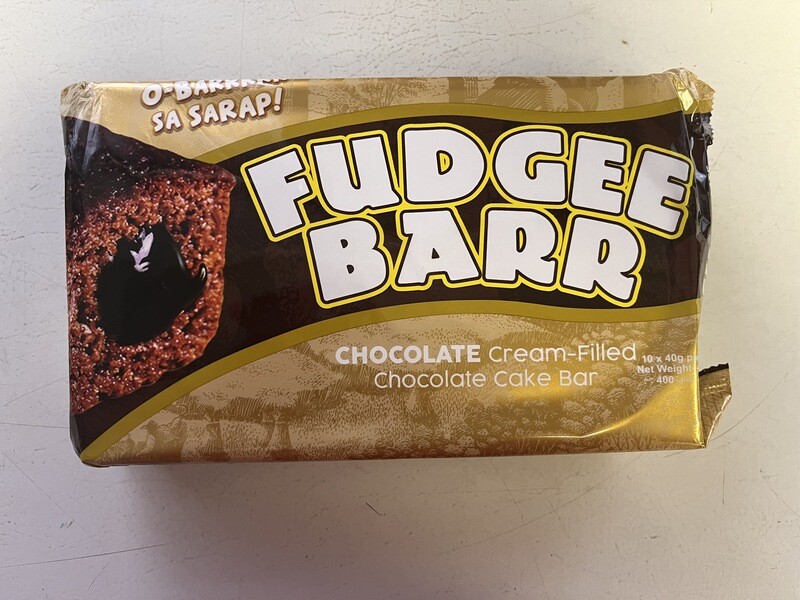 SA SARAP!
FUDGEE
BARR
CHOCOLATE Cream-Filled
Chocolate Cake Bar
10 x 40g
Net Weight
400